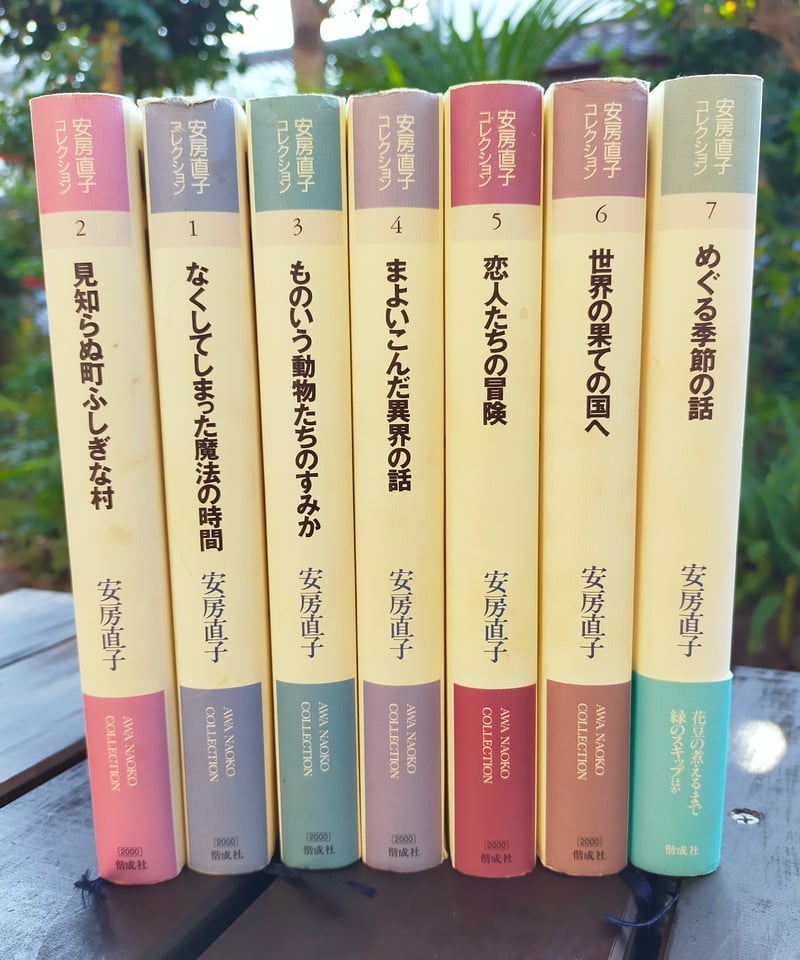 安房直子
コレクション
2
見知らぬ町ふしぎな村
安房直子
AWA NAOKO
COLLECTION
2000
偕成社
安房直子
コレクション
1
なくしてしまった魔法の時間
安房直子
AWA NAOKO
COLLECTION
2000
偕成社
安房直子
コレクション
3
ものいう動物たちのすみか
安房直子
AWA NAOKO
COLLECTION
2000
偕成社
安房直子
コレクション
4
まよいこんだ異界の話
安房直子
AWA NAOKO
COLLECTION
2000
偕成社
安房直子
コレクション
5
恋人たちの冒険
安房直子
AWA NAOKO
COLLECTION
2000
偕成社
安房直子
コレクション
6
世界の果ての国へ
安房直子
AWA NAOKO
COLLECTION
2000
偕成社
安房直子
コレクション
7
めぐる季節の話
安房直子
花豆の煮えるまで
緑のスキップほか
偕成社